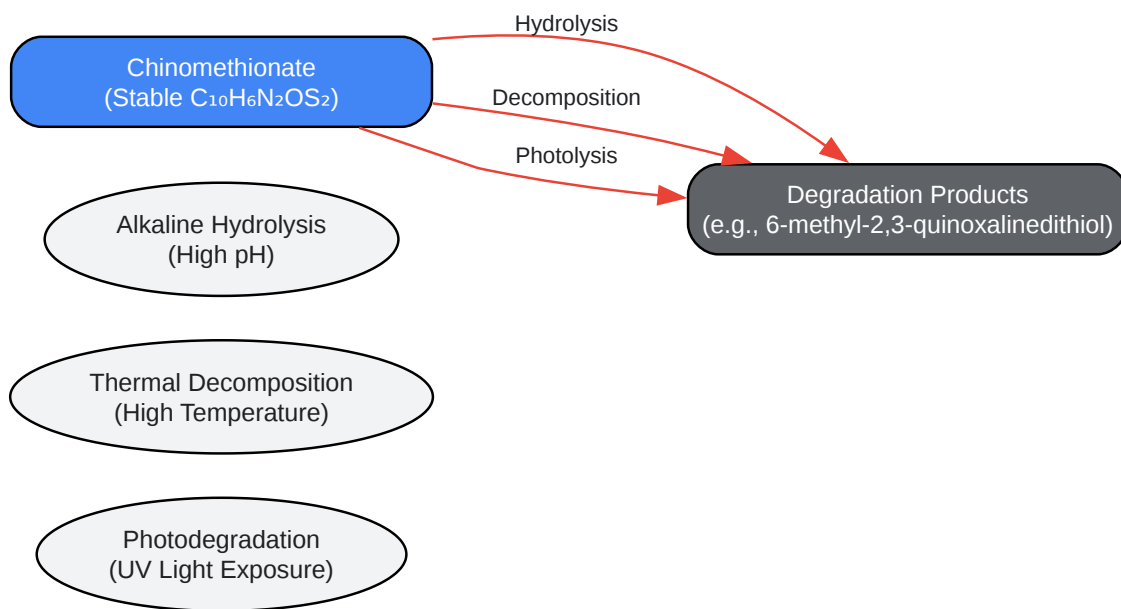 Hydrolysis
Chinomethionate
(Stable C₁₀H₆N₂OS₂)
Decomposition
Photolysis
Degradation Products
(e.g., 6-methyl-2,3-quinoxalinedithiol)
Alkaline Hydrolysis
(High pH)
Thermal Decomposition
(High Temperature)
Photodegradation
(UV Light Exposure)